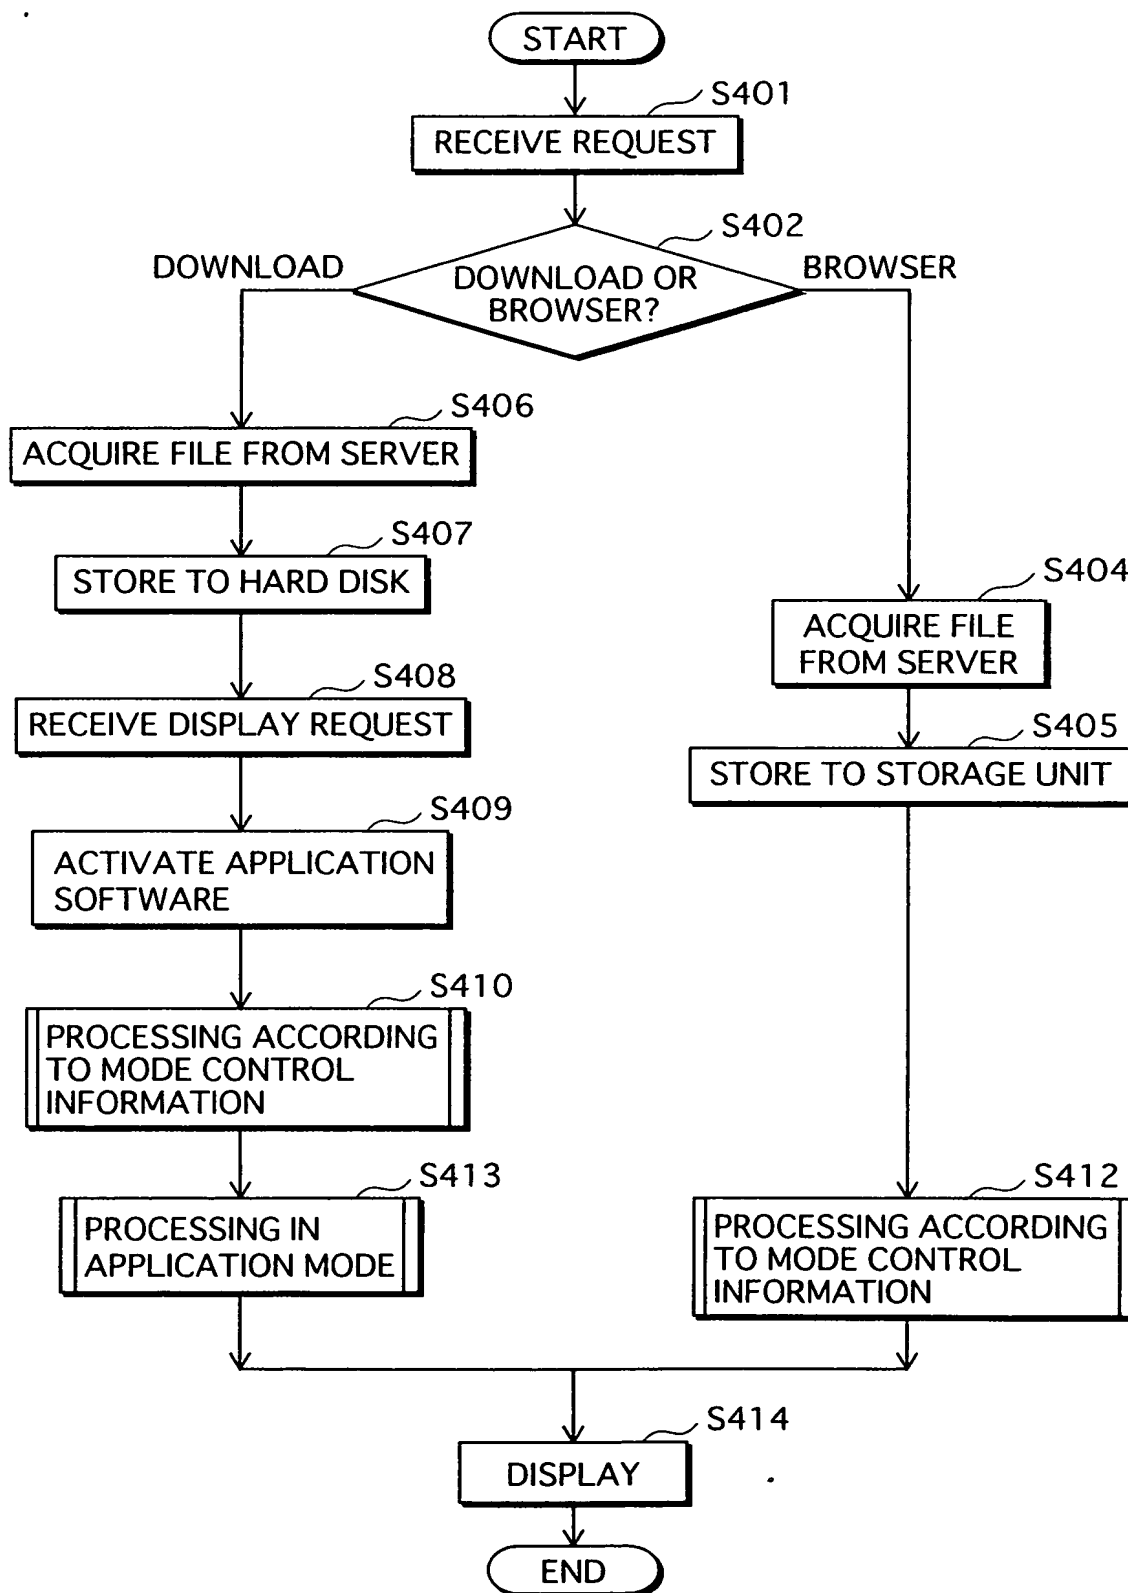 START
S401
RECEIVE REQUEST
S402
DOWNLOAD
DOWNLOAD OR
BROWSER?
BROWSER
S406
ACQUIRE FILE FROM SERVER
S407
STORE TO HARD DISK
S408
RECEIVE DISPLAY REQUEST
S409
ACTIVATE APPLICATION
SOFTWARE
S410
PROCESSING ACCORDING
TO MODE CONTROL
INFORMATION
S413
PROCESSING IN
APPLICATION MODE
S404
ACQUIRE FILE
FROM SERVER
S405
STORE TO STORAGE UNIT
S412
PROCESSING ACCORDING
TO MODE CONTROL
INFORMATION
S414
DISPLAY
END